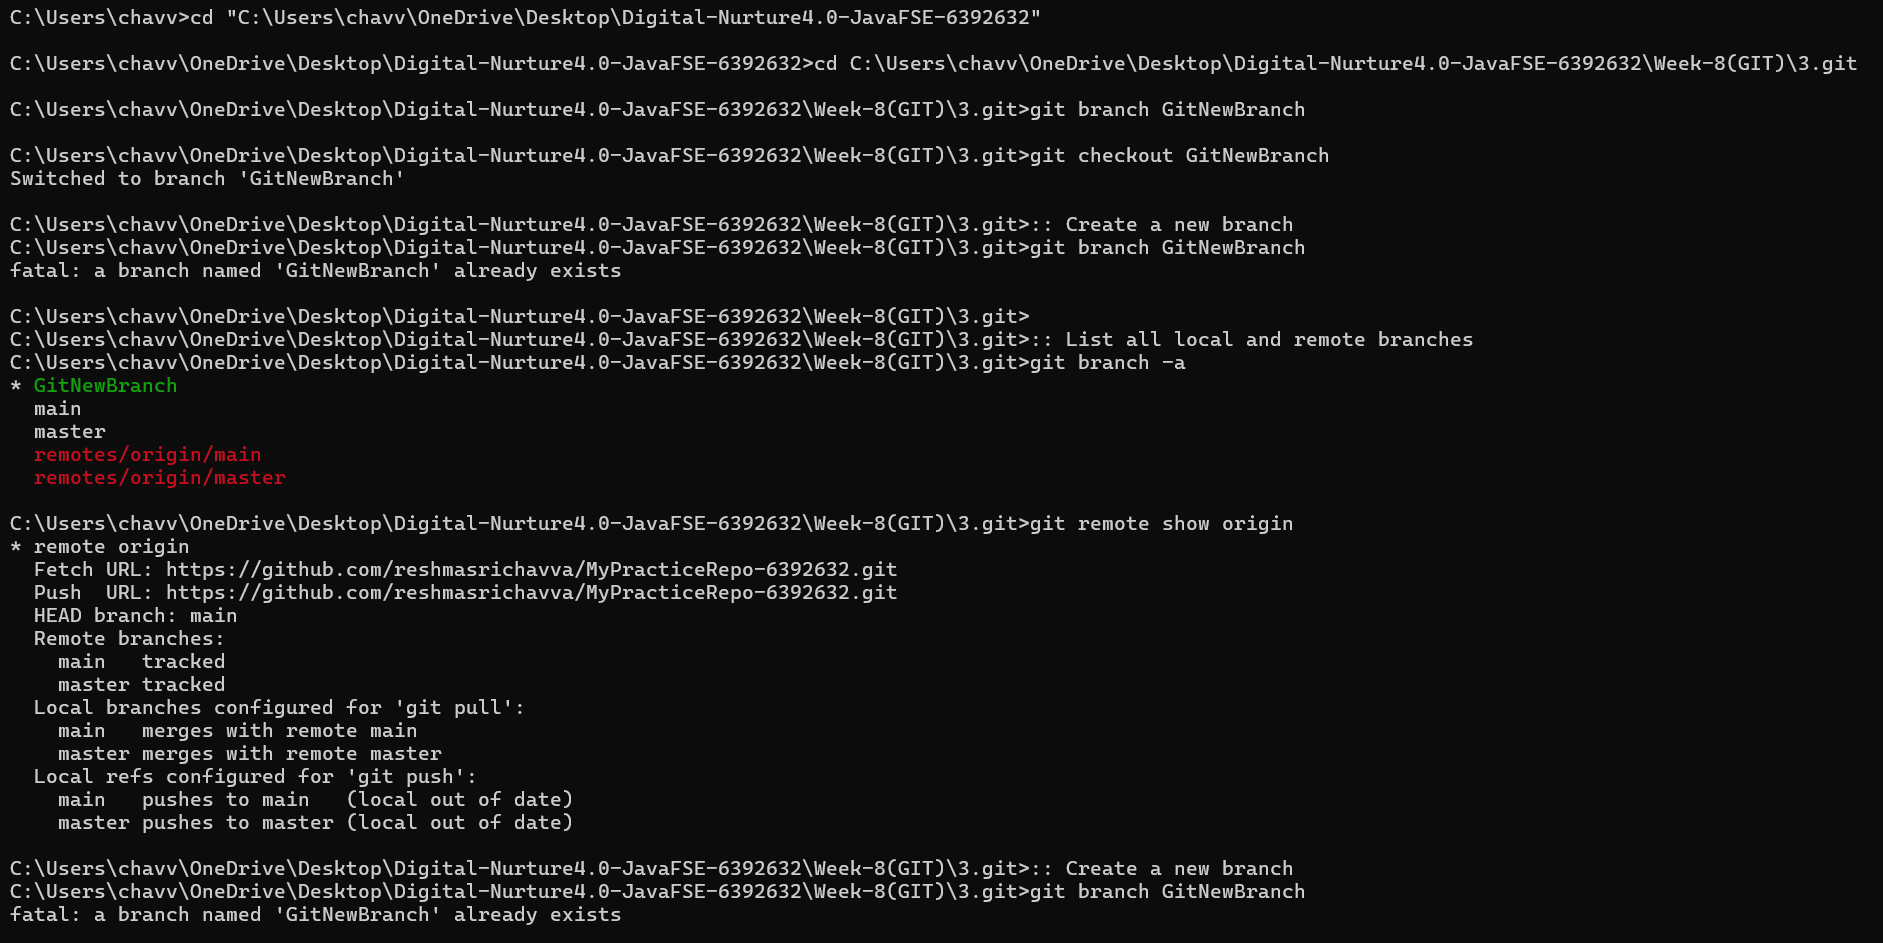 C:\Users\chavv>cd "C:\Users\chavv\OneDrive\Desktop\Digital-Nurture4.0-JavaFSE-6392632"

C:\Users\chavv\OneDrive\Desktop\Digital-Nurture4.0-JavaFSE-6392632>cd C:\Users\chavv\OneDrive\Desktop\Digital-Nurture4.0-JavaFSE-6392632\Week-8(GIT)\3.git

C:\Users\chavv\OneDrive\Desktop\Digital-Nurture4.0-JavaFSE-6392632\Week-8(GIT)\3.git>git branch GitNewBranch

C:\Users\chavv\OneDrive\Desktop\Digital-Nurture4.0-JavaFSE-6392632\Week-8(GIT)\3.git>git checkout GitNewBranch
Switched to branch 'GitNewBranch'

C:\Users\chavv\OneDrive\Desktop\Digital-Nurture4.0-JavaFSE-6392632\Week-8(GIT)\3.git>:: Create a new branch
C:\Users\chavv\OneDrive\Desktop\Digital-Nurture4.0-JavaFSE-6392632\Week-8(GIT)\3.git>git branch GitNewBranch
fatal: a branch named 'GitNewBranch' already exists

C:\Users\chavv\OneDrive\Desktop\Digital-Nurture4.0-JavaFSE-6392632\Week-8(GIT)\3.git>
C:\Users\chavv\OneDrive\Desktop\Digital-Nurture4.0-JavaFSE-6392632\Week-8(GIT)\3.git>:: List all local and remote branches
C:\Users\chavv\OneDrive\Desktop\Digital-Nurture4.0-JavaFSE-6392632\Week-8(GIT)\3.git>git branch -a
* GitNewBranch
  main
  master
  remotes/origin/main
  remotes/origin/master

C:\Users\chavv\OneDrive\Desktop\Digital-Nurture4.0-JavaFSE-6392632\Week-8(GIT)\3.git>git remote show origin
* remote origin
  Fetch URL: https://github.com/reshmasrichavva/MyPracticeRepo-6392632.git
  Push  URL: https://github.com/reshmasrichavva/MyPracticeRepo-6392632.git
  HEAD branch: main
  Remote branches:
    main   tracked
    master tracked
  Local branches configured for 'git pull':
    main   merges with remote main
    master merges with remote master
  Local refs configured for 'git push':
    main   pushes to main   (local out of date)
    master pushes to master (local out of date)

C:\Users\chavv\OneDrive\Desktop\Digital-Nurture4.0-JavaFSE-6392632\Week-8(GIT)\3.git>:: Create a new branch
C:\Users\chavv\OneDrive\Desktop\Digital-Nurture4.0-JavaFSE-6392632\Week-8(GIT)\3.git>git branch GitNewBranch
fatal: a branch named 'GitNewBranch' already exists